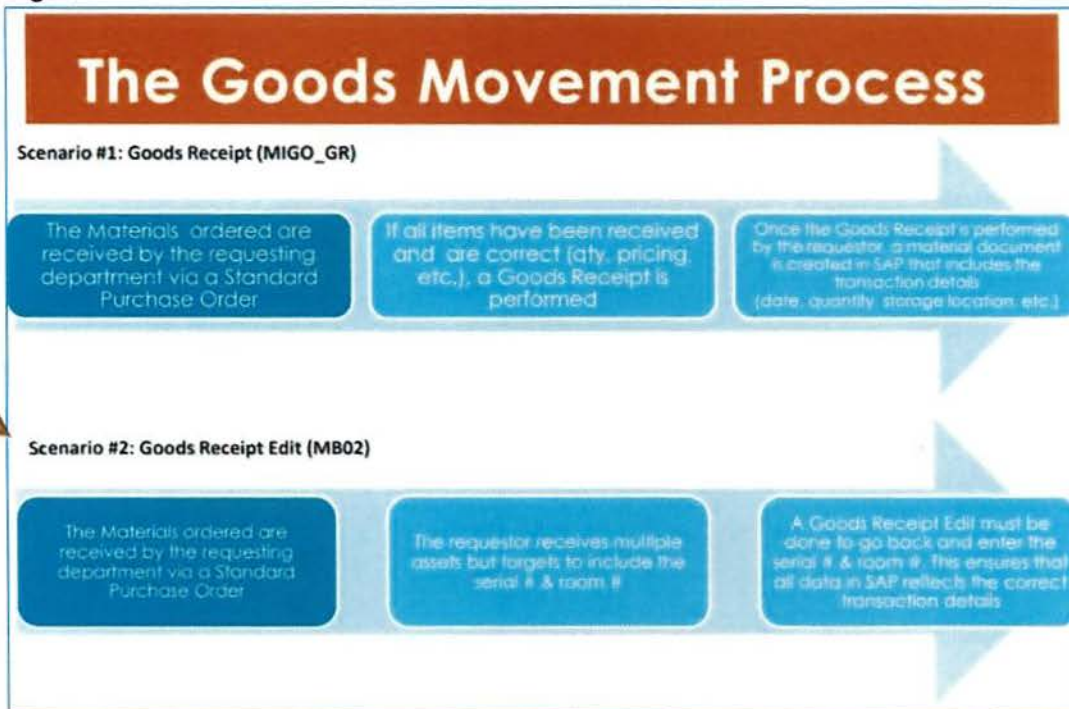 The Goods Movement Process
Scenario #1: Goods Receipt (MIGO_GR)
The Materials ordered are
received by the requesting
department via a Standard
Purchase Order
If all items have been received
and are correct (qty, pricing,
etc.), a Goods Receipt is
performed
Once the Goods Receipt is performed
by the requestor, a material document
is created in SAP that includes the
transaction details
(date, quantity, storage location, etc.)
Scenario #2: Goods Receipt Edit (MB02)
The Materials ordered are
received by the requesting
department via a Standard
Purchase Order
The requestor receives multiple
assets but forgets to include the
serial # & room #
A Goods Receipt Edit must be
done to go back and enter the
serial # & room #. This ensures that
all data in SAP reflects the correct
transaction details